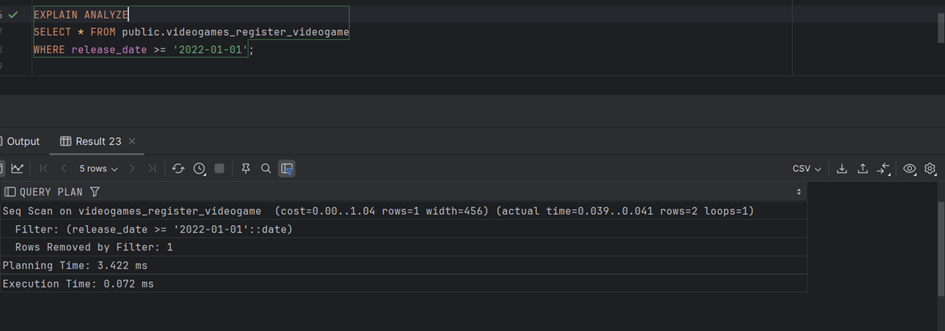 EXPLAIN ANALYZE
SELECT * FROM public.videogames_register_videogame
WHERE release_date >= '2022-01-01';
Output Result 23
5 rows CSV
QUERY PLAN
Seq Scan on videogames_register_videogame (cost=0.00..1.04 rows=1 width=456) (actual time=0.039..0.041 rows=2 loops=1)
Filter: (release_date >= '2022-01-01'::date)
Rows Removed by Filter: 1
Planning Time: 3.422 ms
Execution Time: 0.072 ms